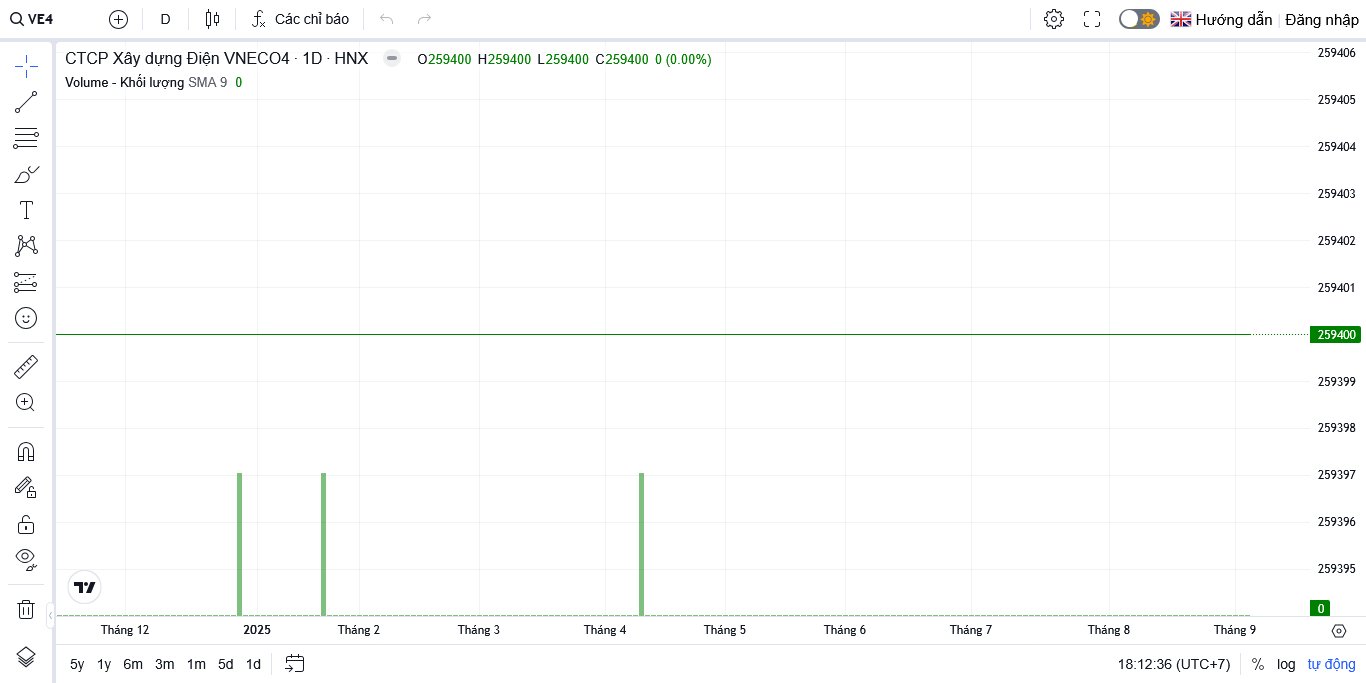 VE4 D Các chỉ báo Hướng dẫn Đăng nhập
CTCP Xây dựng Điện VNECO4 · 1D · HNX O259400 H259400 L259400 C259400 0 (0.00%)
Volume - Khối lượng SMA 9 0
259406
259405
259404
259403
259402
259401
259400
259399
259398
259397
259396
259395
0
Tháng 12 2025 Tháng 2 Tháng 3 Tháng 4 Tháng 5 Tháng 6 Tháng 7 Tháng 8 Tháng 9
5y 1y 6m 3m 1m 5d 1d 18:12:36 (UTC+7) % log tự động